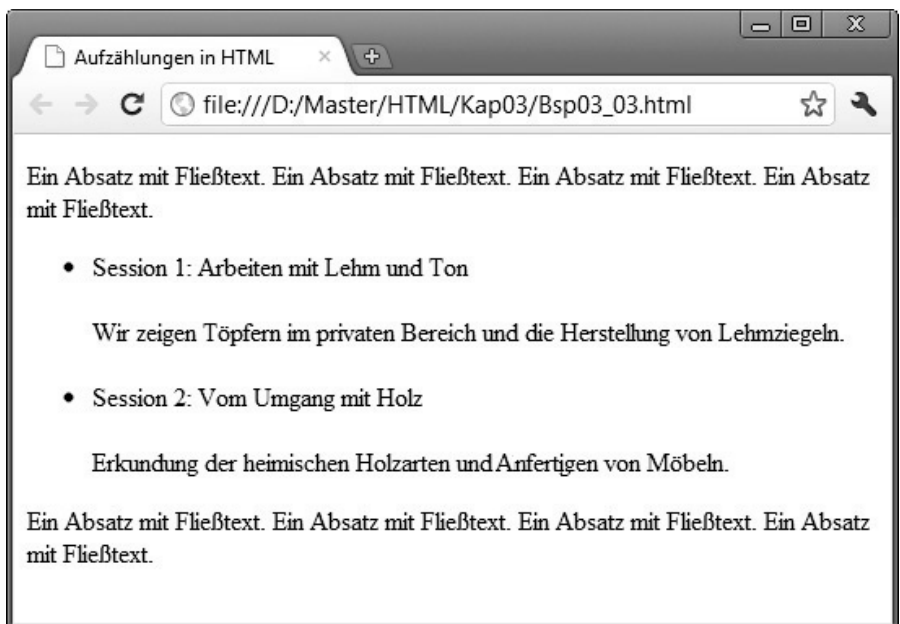 Aufzählungen in HTML
file:///D:/Master/HTML/Kap03/Bsp03_03.html
Ein Absatz mit Fließtext. Ein Absatz mit Fließtext. Ein Absatz mit Fließtext. Ein Absatz
mit Fließtext.
• Session 1: Arbeiten mit Lehm und Ton
Wir zeigen Töpfern im privaten Bereich und die Herstellung von Lehmziegeln.
• Session 2: Vom Umgang mit Holz
Erkundung der heimischen Holzarten und Anfertigen von Möbeln.
Ein Absatz mit Fließtext. Ein Absatz mit Fließtext. Ein Absatz mit Fließtext. Ein Absatz
mit Fließtext.